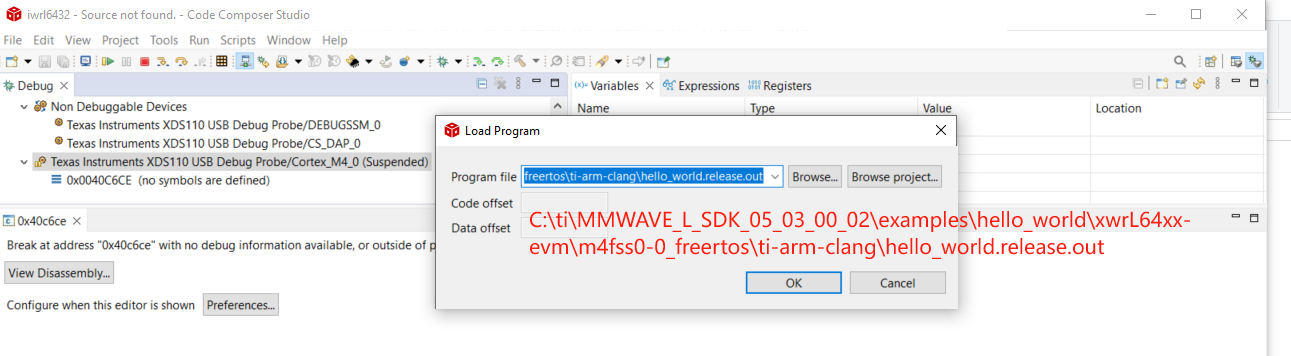 iwrl6432 - Source not found. - Code Composer Studio
File Edit View Project Tools Run Scripts Window Help
Debug
Non Debuggable Devices
Texas Instruments XDS110 USB Debug Probe/DEBUGSSM_0
Texas Instruments XDS110 USB Debug Probe/CS_DAP_0
Texas Instruments XDS110 USB Debug Probe/Cortex_M4_0 (Suspended)
0x0040C6CE (no symbols are defined)
(x)= Variables Expressions 1010 0101 Registers
Name Type Value Location
Load Program
Program file freertos\ti-arm-clang\hello_world.release.out Browse... Browse project...
Code offset
Data offset
C:\ti\MMWAVE_L_SDK_05_03_00_02\examples\hello_world\xwrL64xx-
evm\m4fss0-0_freertos\ti-arm-clang\hello_world.release.out
OK Cancel
0x40c6ce
Break at address "0x40c6ce" with no debug information available, or outside of p
View Disassembly...
Configure when this editor is shown Preferences...